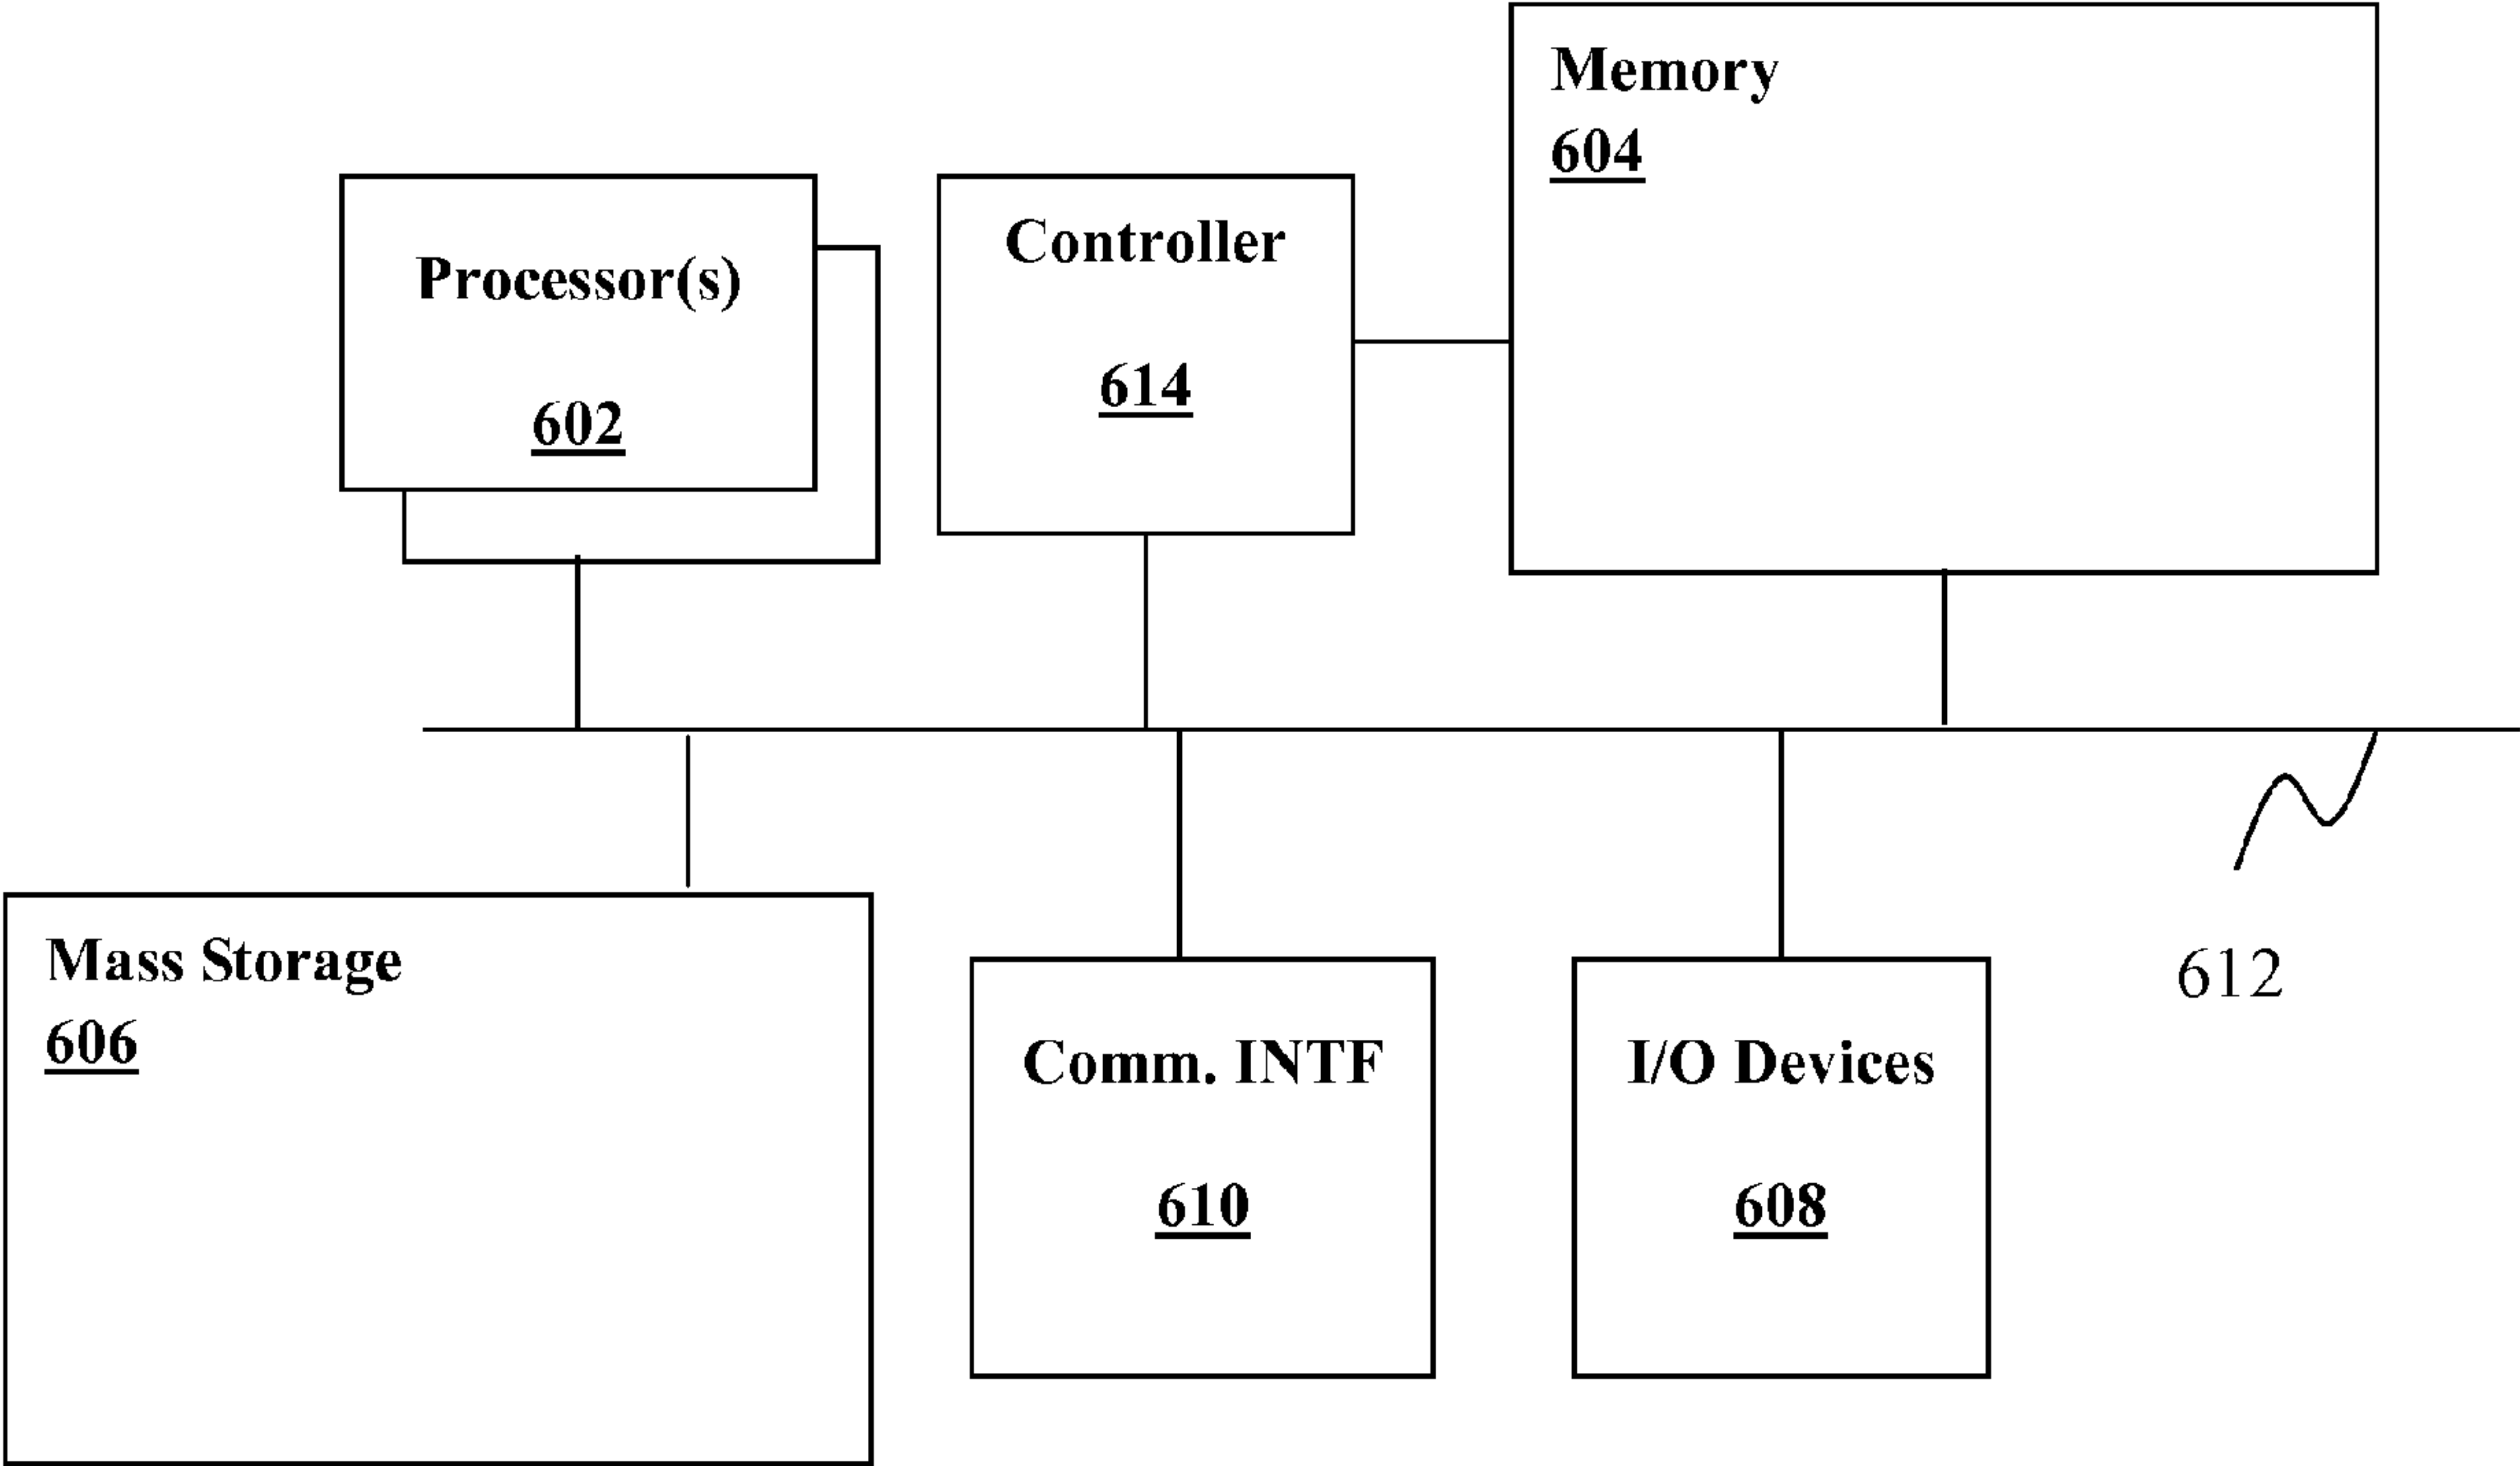 Memory
604
Processor(s)
602
Controller
614
Mass Storage
606
Comm. INTF
610
I/O Devices
608
612